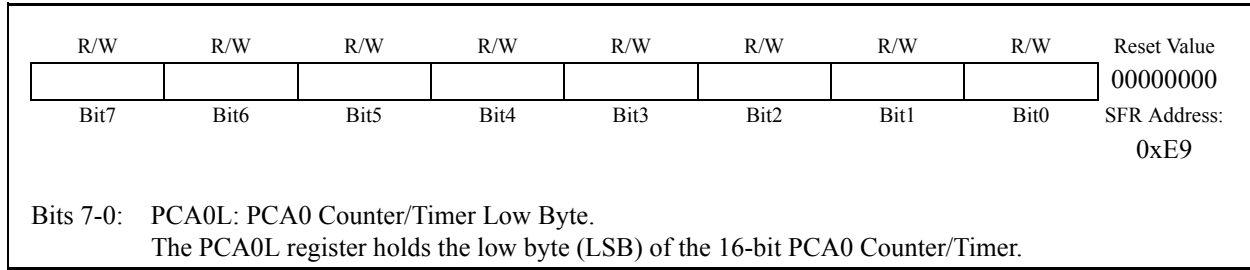 R/W R/W R/W R/W R/W R/W R/W R/W Reset Value
00000000
Bit7 Bit6 Bit5 Bit4 Bit3 Bit2 Bit1 Bit0 SFR Address:
0xE9
Bits 7-0: PCA0L: PCA0 Counter/Timer Low Byte.
The PCA0L register holds the low byte (LSB) of the 16-bit PCA0 Counter/Timer.